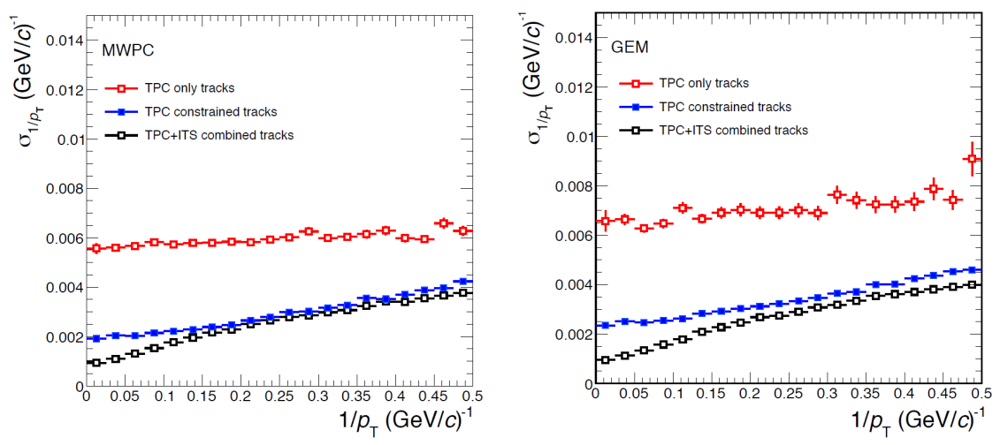 MWPC
TPC only tracks
TPC constrained tracks
TPC+ITS combined tracks
σ1/pT (GeV/c)-1
0.014
0.012
0.01
0.008
0.006
0.004
0.002
0
0 0.05 0.1 0.15 0.2 0.25 0.3 0.35 0.4 0.45 0.5
1/pT (GeV/c)-1
GEM
TPC only tracks
TPC constrained tracks
TPC+ITS combined tracks
σ1/pT (GeV/c)-1
0.014
0.012
0.01
0.008
0.006
0.004
0.002
0
0 0.05 0.1 0.15 0.2 0.25 0.3 0.35 0.4 0.45 0.5
1/pT (GeV/c)-1